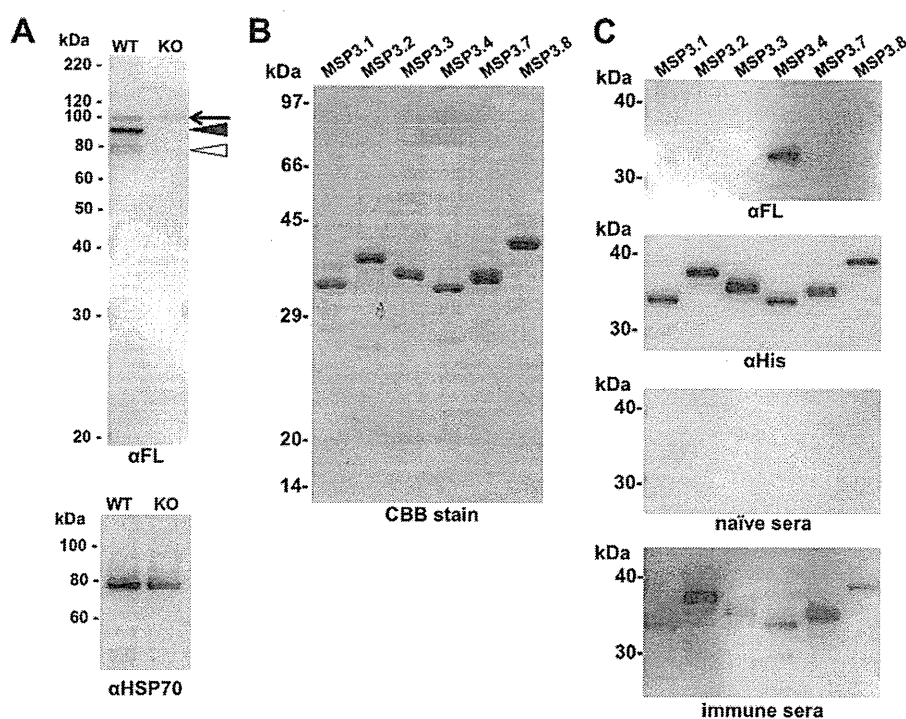 A
kDa
WT KO
220 -
120 -
100 -
80 -
60 -
50 -
40 -
30 -
20 -
αFL
WT KO
kDa
100 -
80 -
60 -
αHSP70
B
MSP3.1 MSP3.2 MSP3.3 MSP3.4 MSP3.7 MSP3.8
kDa
97-
66-
45-
29-
20-
14-
CBB stain
C
MSP3.1 MSP3.2 MSP3.3 MSP3.4 MSP3.7 MSP3.8
kDa
40-
30-
αFL
kDa
40-
30-
αHis
kDa
40-
30-
naïve sera
kDa
40-
30-
immune sera